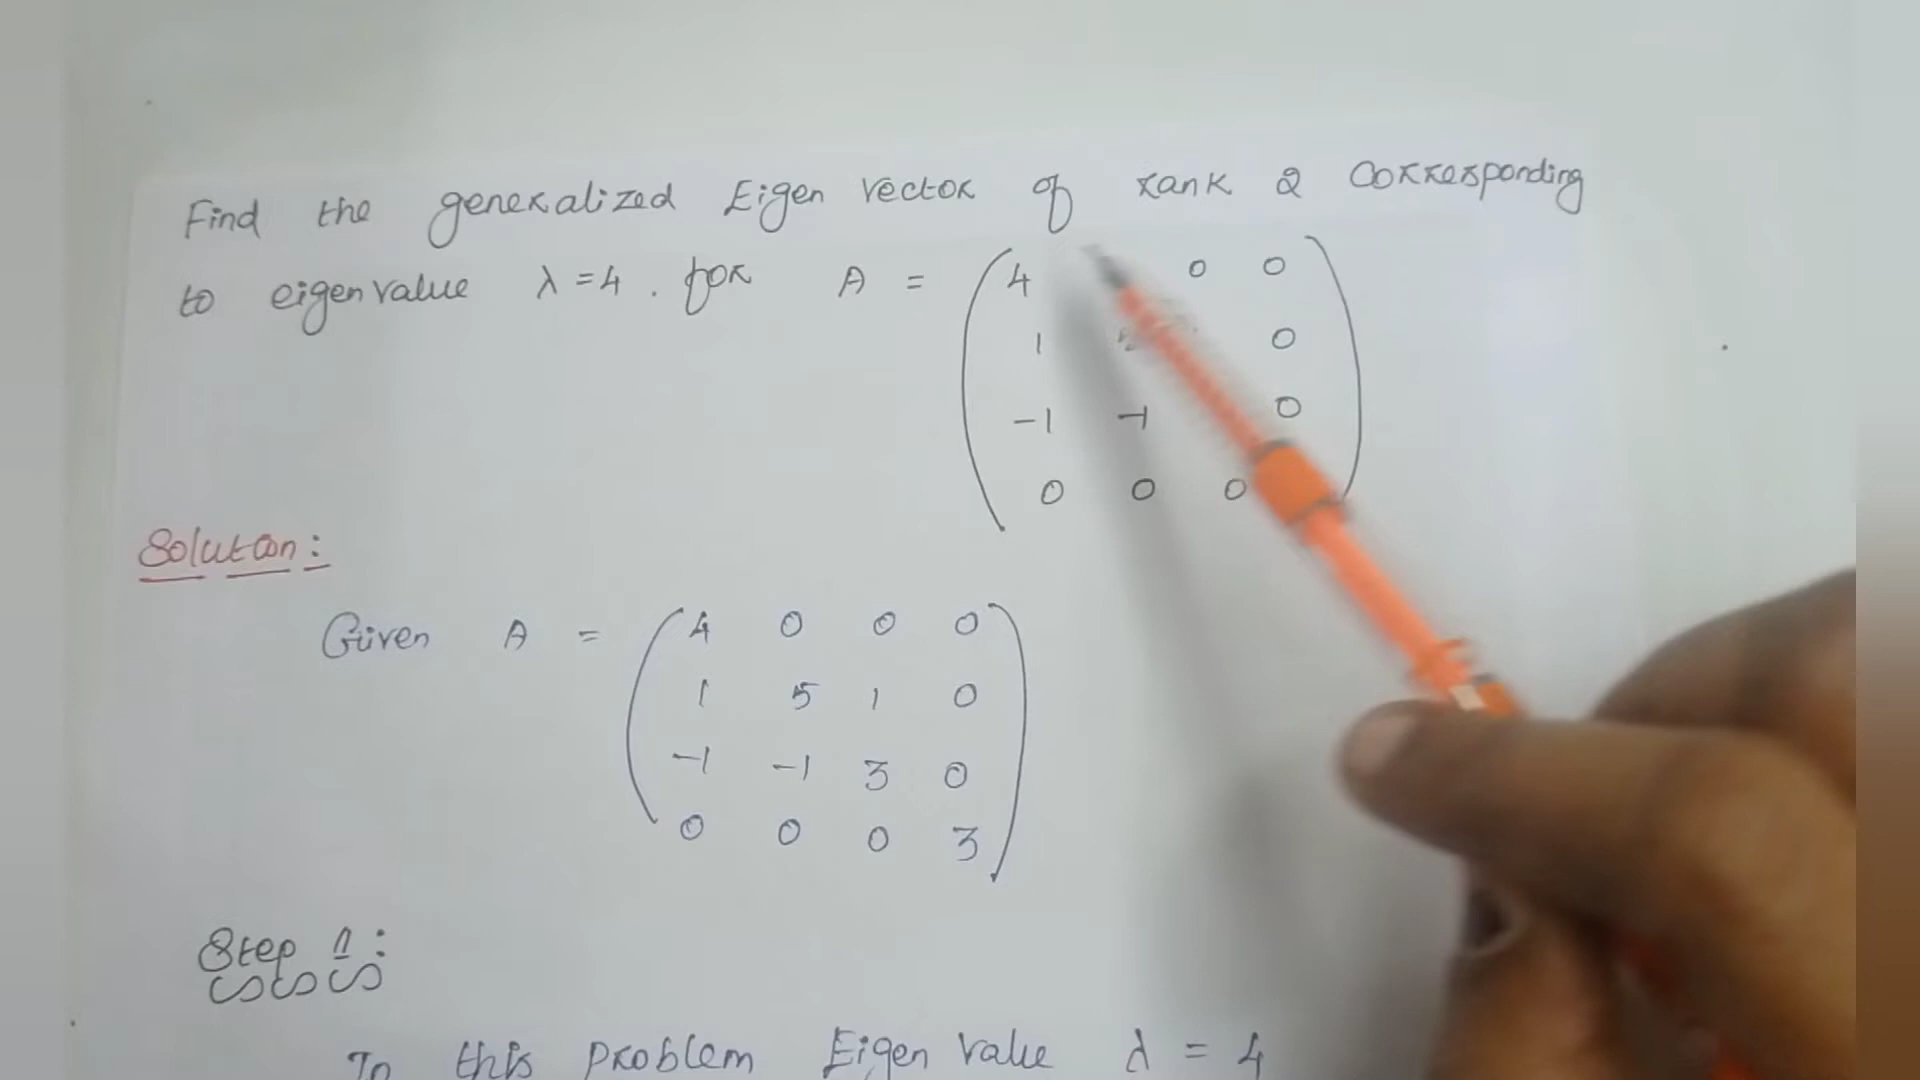 Find the generalized Eigen vector of rank 2 corresponding
to eigen value λ = 4 . for A = 4 0 0
1 0
-1 -1 0
0 0 0
Solution:
Given A = 4 0 0 0
1 5 1 0
-1 -1 3 0
0 0 0 3
Step 1:
In this problem Eigen value λ = 4